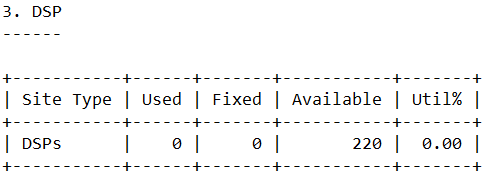 3. DSP
------

+-----------+------+-------+-----------+-------+
| Site Type | Used | Fixed | Available | Util% |
+-----------+------+-------+-----------+-------+
| DSPs      |    0 |     0 |       220 |  0.00 |
+-----------+------+-------+-----------+-------+